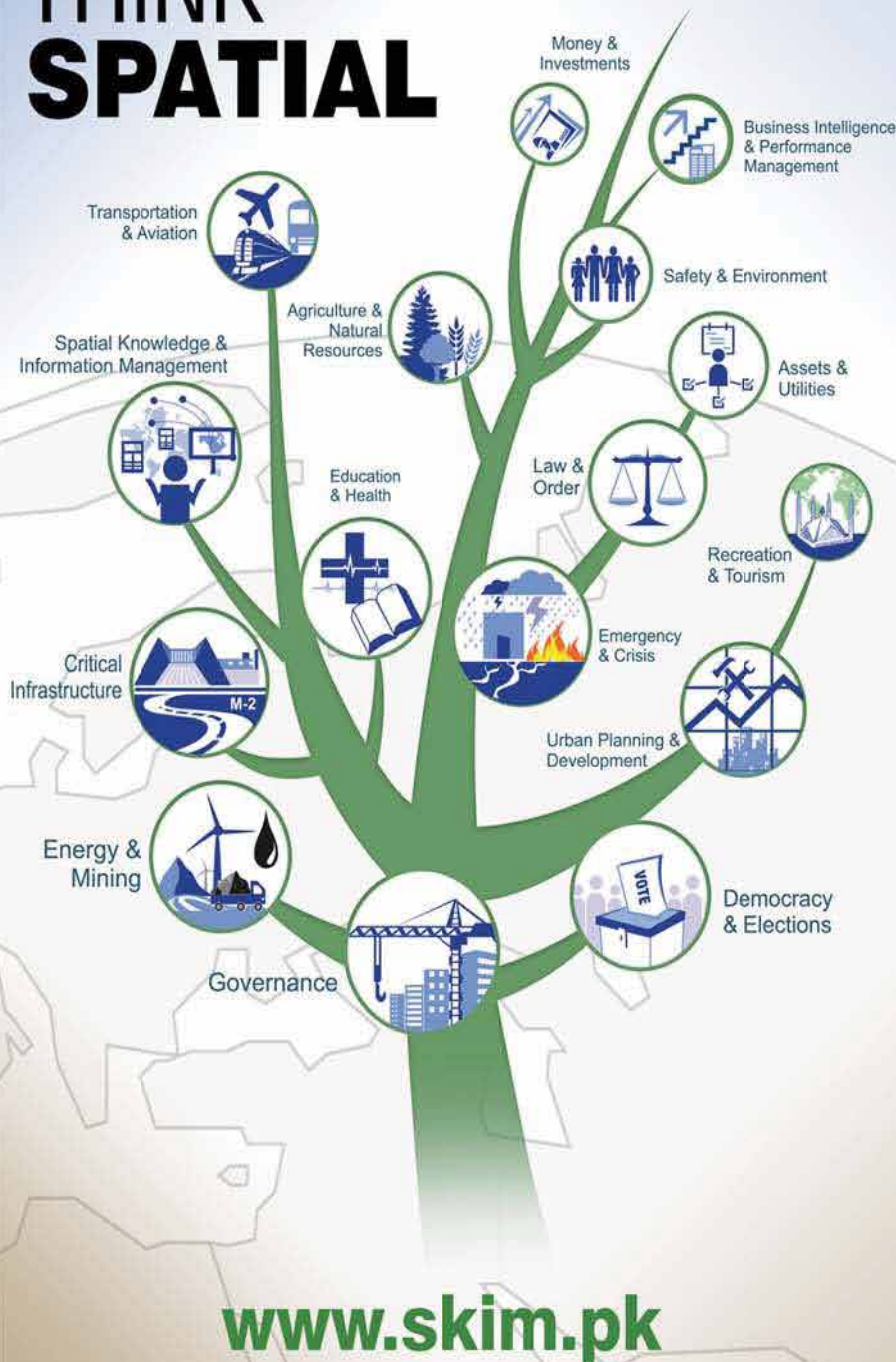 THINK
SPATIAL
Money &
Investments
Business Intelligence
& Performance
Management
Transportation
& Aviation
Safety & Environment
Agriculture &
Natural
Resources
Spatial Knowledge &
Information Management
Assets &
Utilities
Law &
Order
Education
& Health
Recreation
& Tourism
Emergency
& Crisis
Critical
Infrastructure
M-2
Urban Planning &
Development
Energy &
Mining
VOTE
Democracy
& Elections
Governance
www.skim.pk